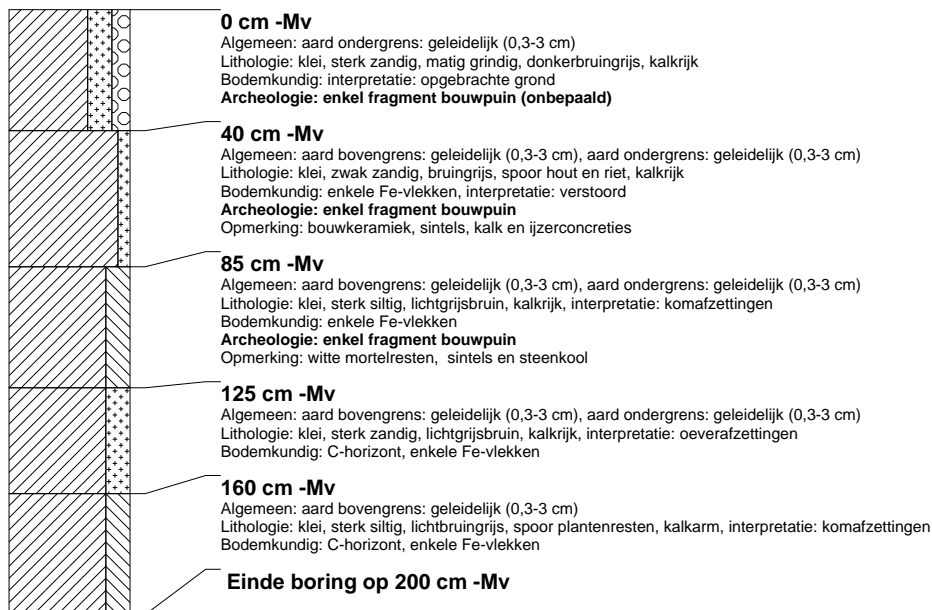 0 cm -Mv
Algemeen: aard ondergrens: geleidelijk (0,3-3 cm)
Lithologie: klei, sterk zandig, matig grindig, donkerbruingrijs, kalkrijk
Bodemkundig: interpretatie: opgebrachte grond
Archeologie: enkel fragment bouwpuin (onbepaald)
40 cm -Mv
Algemeen: aard bovengrens: geleidelijk (0,3-3 cm), aard ondergrens: geleidelijk (0,3-3 cm)
Lithologie: klei, zwak zandig, bruingrijs, spoor hout en riet, kalkrijk
Bodemkundig: enkele Fe-vlekken, interpretatie: verstoord
Archeologie: enkel fragment bouwpuin
Opmerking: bouwkeramiek, sintels, kalk en ijzerconcreties
85 cm -Mv
Algemeen: aard bovengrens: geleidelijk (0,3-3 cm), aard ondergrens: geleidelijk (0,3-3 cm)
Lithologie: klei, sterk siltig, lichtgrijsbruin, kalkrijk, interpretatie: komafzettingen
Bodemkundig: enkele Fe-vlekken
Archeologie: enkel fragment bouwpuin
Opmerking: witte mortelresten, sintels en steenkool
125 cm -Mv
Algemeen: aard bovengrens: geleidelijk (0,3-3 cm), aard ondergrens: geleidelijk (0,3-3 cm)
Lithologie: klei, sterk zandig, lichtgrijsbruin, kalkrijk, interpretatie: oeverafzettingen
Bodemkundig: C-horizont, enkele Fe-vlekken
160 cm -Mv
Algemeen: aard bovengrens: geleidelijk (0,3-3 cm)
Lithologie: klei, sterk siltig, lichtbruingrijs, spoor plantenresten, kalkarm, interpretatie: komafzettingen
Bodemkundig: C-horizont, enkele Fe-vlekken
Einde boring op 200 cm -Mv